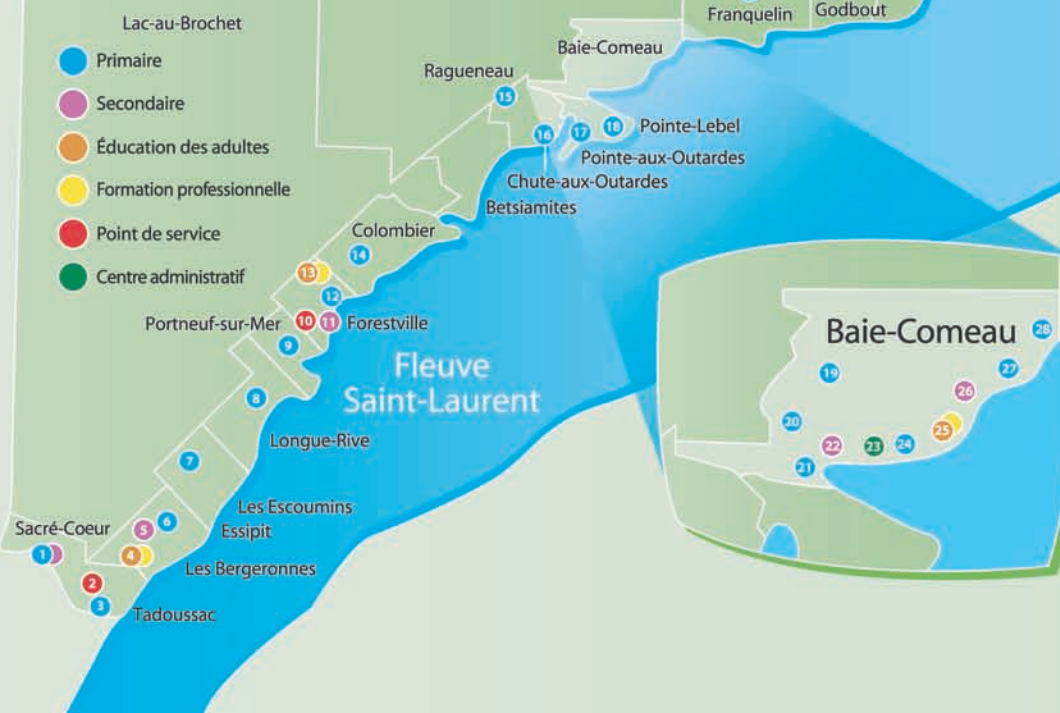 Lac-au-Brochet
Primaire
Secondaire
Éducation des adultes
Formation professionnelle
Point de service
Centre administratif
Franquelin
Godbout
Baie-Comeau
Ragueneau
15
16
17
18
Pointe-Lebel
Pointe-aux-Outardes
Chute-aux-Outardes
Betsiamites
Colombier
14
13
12
Portneuf-sur-Mer
10
11
Forestville
9
Fleuve
Saint-Laurent
8
Longue-Rive
7
Les Escoumins
Essipit
6
5
Sacré-Coeur
1
4
Les Bergeronnes
2
3
Tadoussac
Baie-Comeau
28
27
19
26
20
25
22
23
24
21